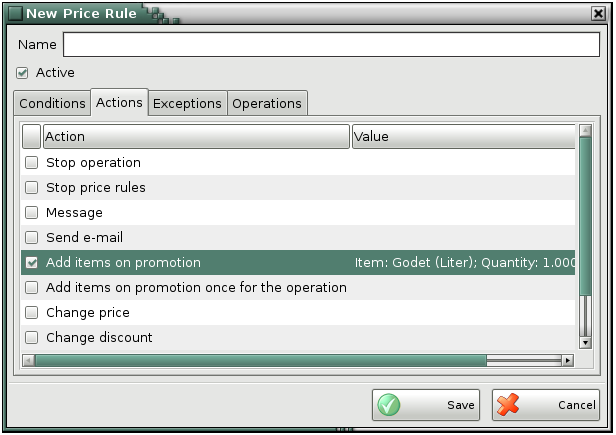 New Price Rule
Name
Active
Conditions Actions Exceptions Operations
Action Value
Stop operation
Stop price rules
Message
Send e-mail
Add items on promotion Item: Godet (Liter); Quantity: 1.000
Add items on promotion once for the operation
Change price
Change discount
Save Cancel